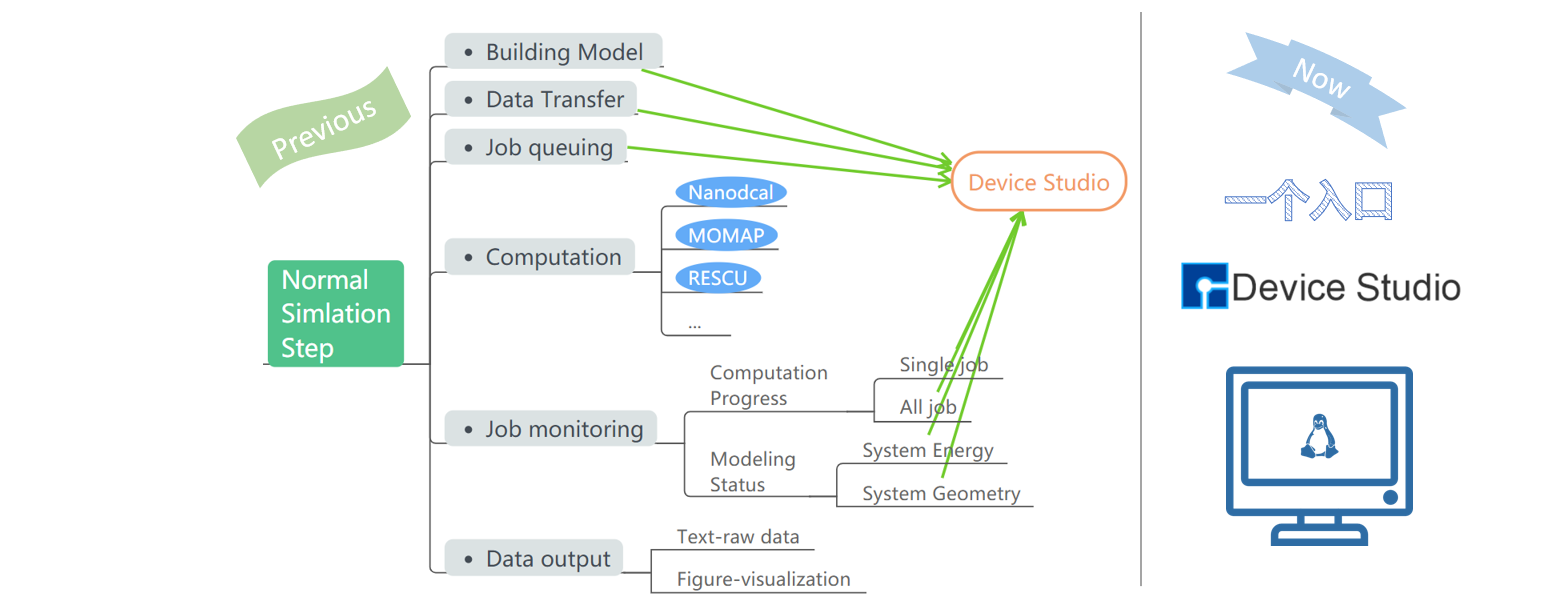 Previous
Normal
Simlation
Step
• Building Model
• Data Transfer
• Job queuing
• Computation
Nanodcal
MOMAP
RESCU
...
• Job monitoring
Computation
Progress
Single job
All job
Modeling
Status
System Energy
System Geometry
• Data output
Text-raw data
Figure-visualization
Device Studio
Now
一个入口
Device Studio